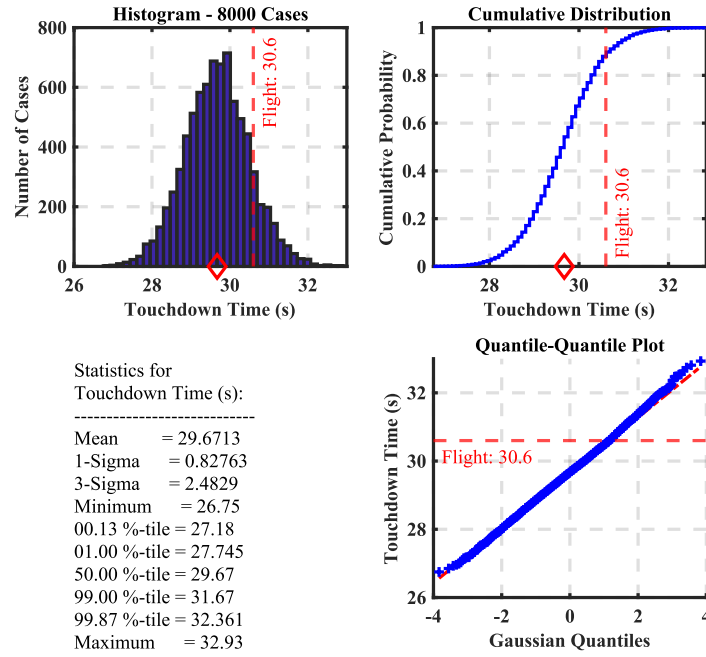 Histogram - 8000 Cases
800
600
400
200
0
Number of Cases
Flight: 30.6
26
28
30
32
Touchdown Time (s)
Cumulative Distribution
1
0.8
0.6
0.4
0.2
0
Cumulative Probability
Flight: 30.6
28
30
32
Touchdown Time (s)
Statistics for
Touchdown Time (s):
----------------------------
Mean = 29.6713
1-Sigma = 0.82763
3-Sigma = 2.4829
Minimum = 26.75
00.13 %-tile = 27.18
01.00 %-tile = 27.745
50.00 %-tile = 29.67
99.00 %-tile = 31.67
99.87 %-tile = 32.361
Maximum = 32.93
Quantile-Quantile Plot
32
30
28
26
Touchdown Time (s)
Flight: 30.6
-4
-2
0
2
4
Gaussian Quantiles